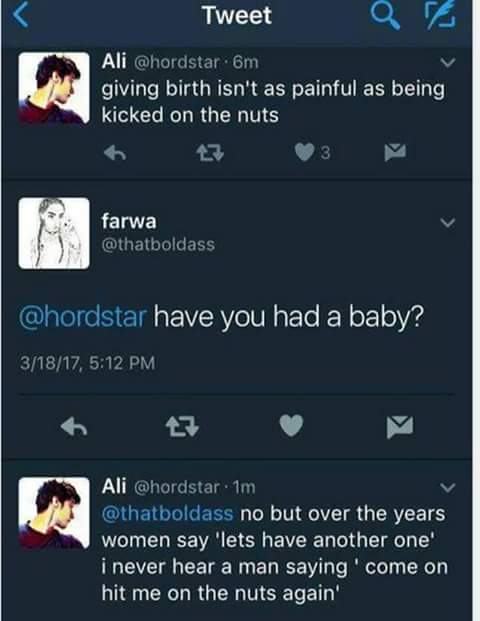 Tweet
Ali @hordstar · 6m
giving birth isn't as painful as being
kicked on the nuts
3
farwa
@thatboldass
@hordstar have you had a baby?
3/18/17, 5:12 PM
Ali @hordstar · 1m
@thatboldass no but over the years
women say 'lets have another one'
i never hear a man saying ' come on
hit me on the nuts again'